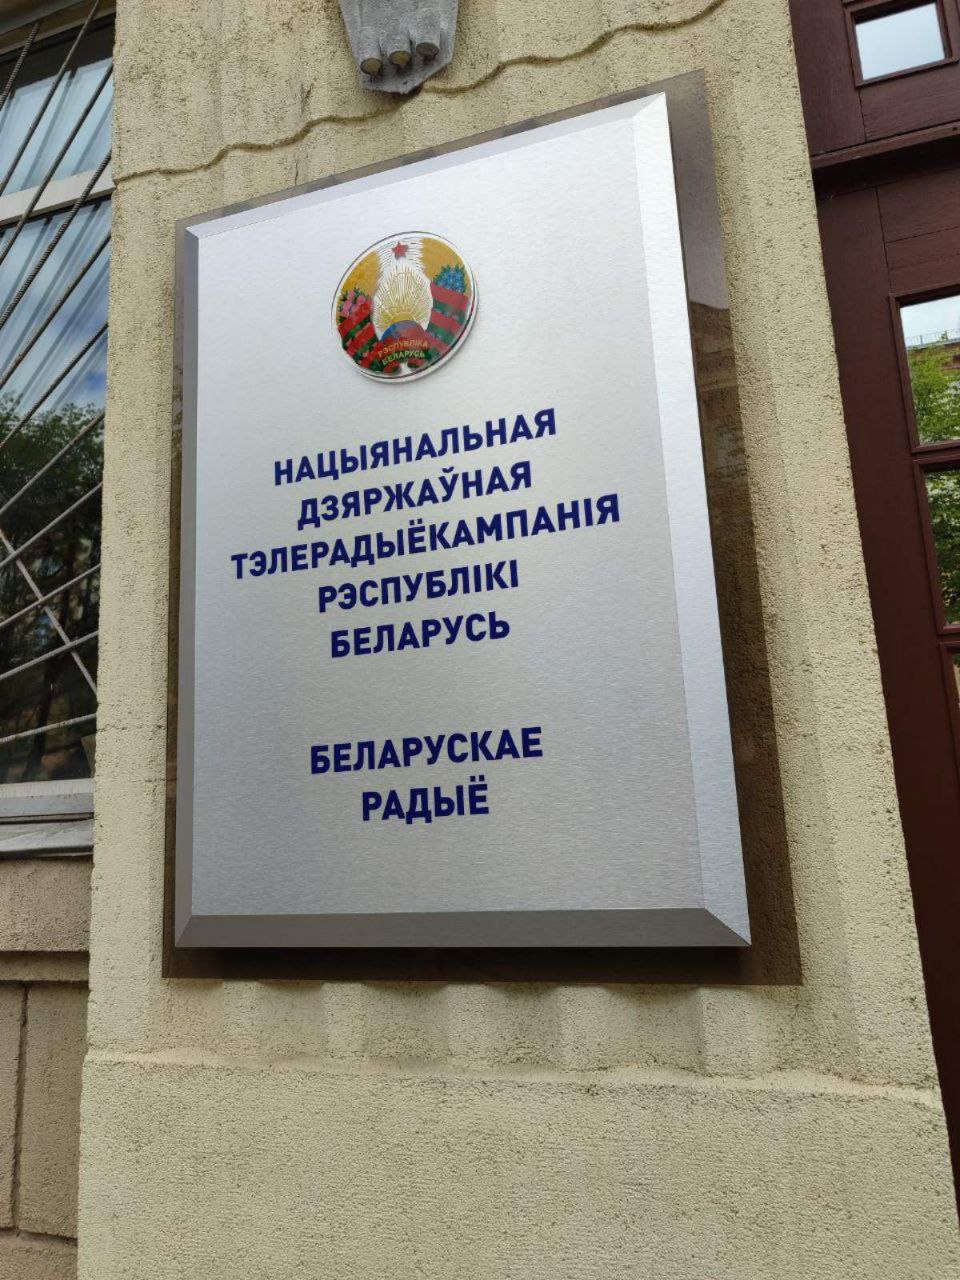 РЭСПУБЛІКА
БЕЛАРУСЬ
НАЦЫЯНАЛЬНАЯ
ДЗЯРЖАЎНАЯ
ТЭЛЕРАДЫЁКАМПАНІЯ
РЭСПУБЛІКІ
БЕЛАРУСЬ
БЕЛАРУСКАЕ
РАДЫЁ